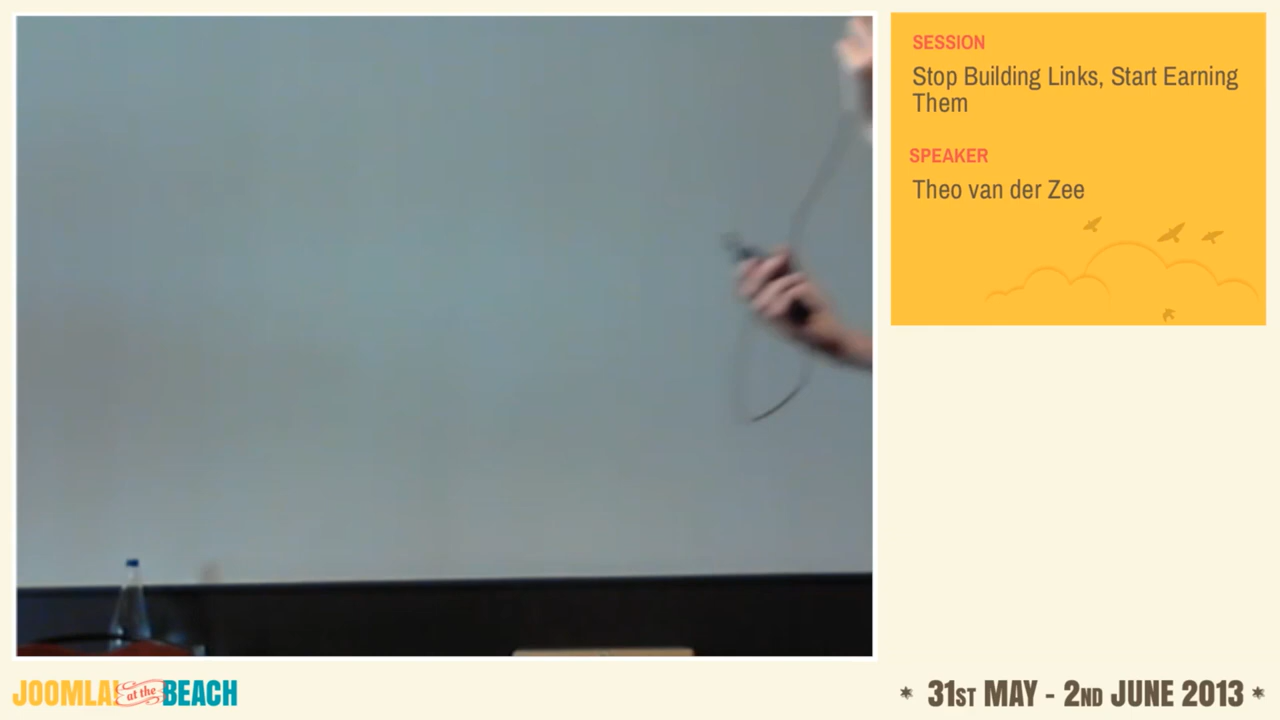 SESSION
Stop Building Links, Start Earning
Them
SPEAKER
Theo van der Zee
JOOMLA! at the BEACH
* 31ST MAY - 2ND JUNE 2013 *